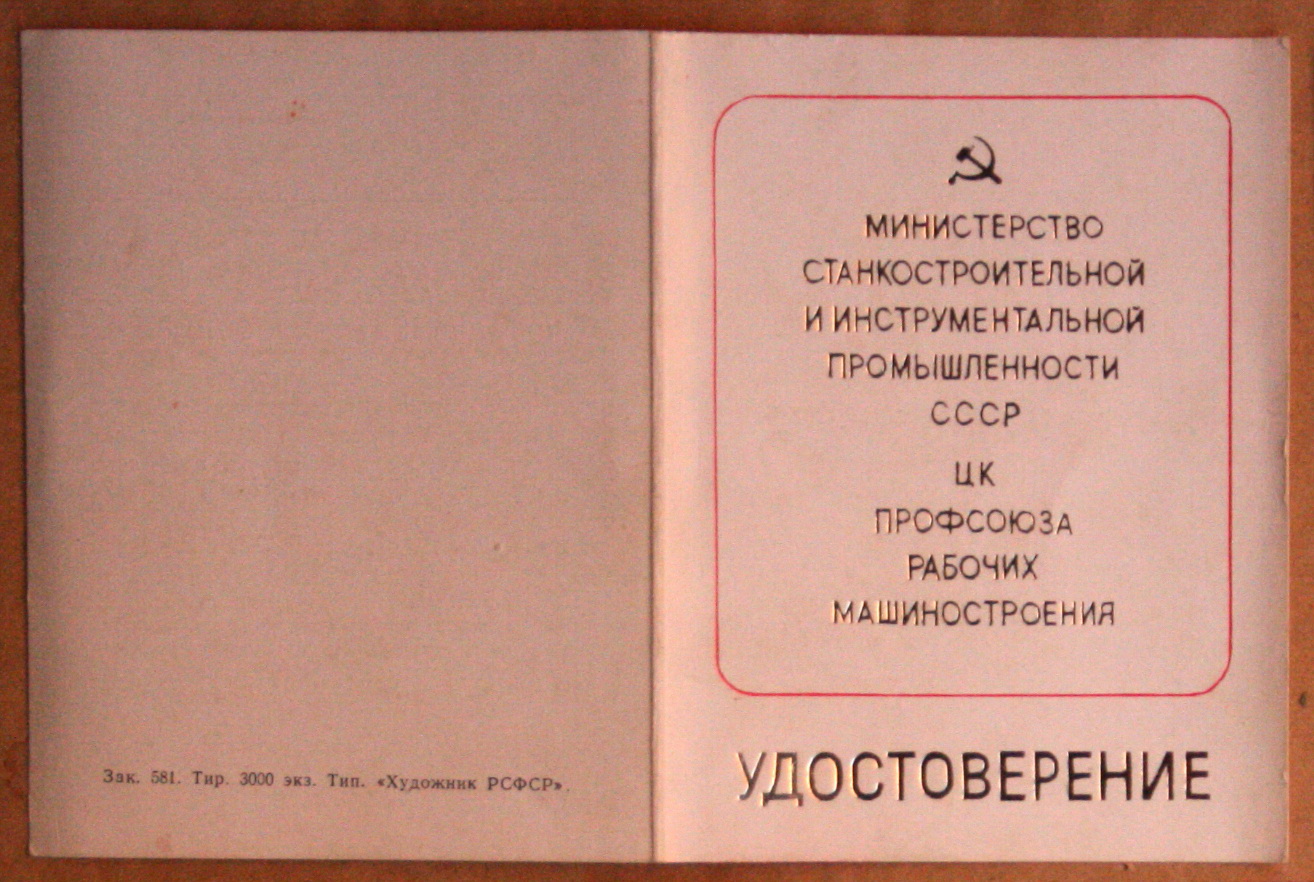 Зак. 581. Тир. 3000 экз. Тип. «Художник РСФСР».
МИНИСТЕРСТВО
СТАНКОСТРОИТЕЛЬНОЙ
И ИНСТРУМЕНТАЛЬНОЙ
ПРОМЫШЛЕННОСТИ
СССР
ЦК
ПРОФСОЮЗА
РАБОЧИХ
МАШИНОСТРОЕНИЯ
УДОСТОВЕРЕНИЕ